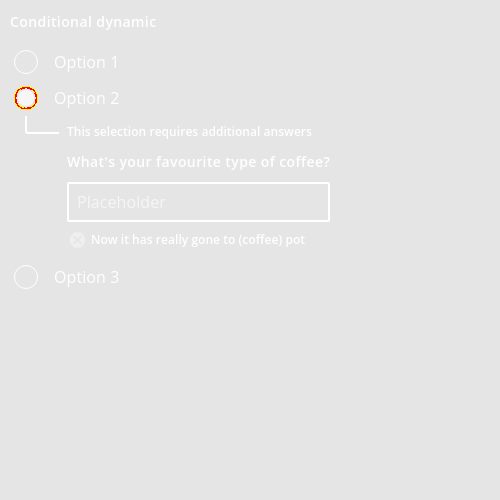 Conditional dynamic
Option 1
Option 2
This selection requires additional answers
What's your favourite type of coffee?
Placeholder
Now it has really gone to (coffee) pot
Option 3